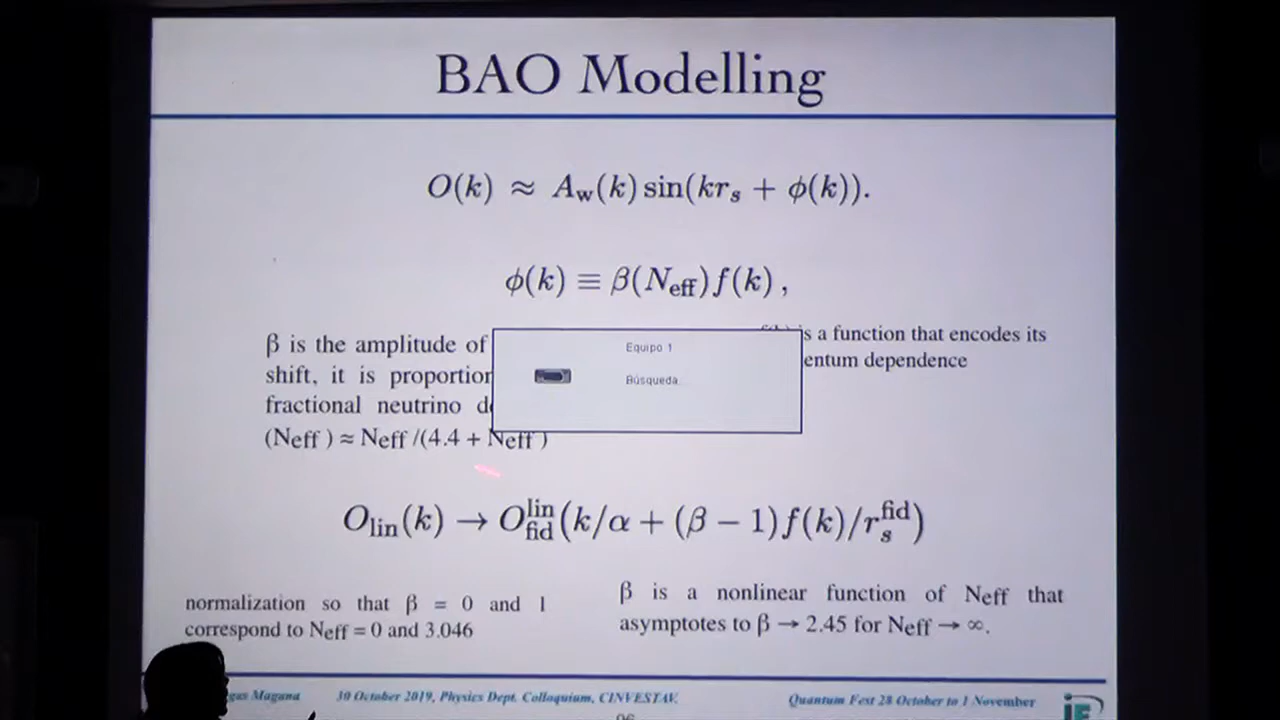 BAO Modelling
O(k) ≈ A_w(k) sin(kr_s + ϕ(k)).
ϕ(k) ≡ β(N_eff) f(k) ,
β is the amplitude of
shift, it is proportion
fractional neutrino d
(Neff ) ≈ Neff /(4.4 + Neff )
is a function that encodes its
entum dependence
Equipo 1
Búsqueda
O_lin(k) → O^lin_fid(k/α + (β − 1)f(k)/r_s^fid)
normalization so that β = 0 and 1
correspond to Neff = 0 and 3.046
β is a nonlinear function of Neff that
asymptotes to β → 2.45 for Neff → ∞.
gas Magana 30 October 2019, Physics Dept. Colloquium, CINVESTAV. Quantum Fest 28 October to 1 November